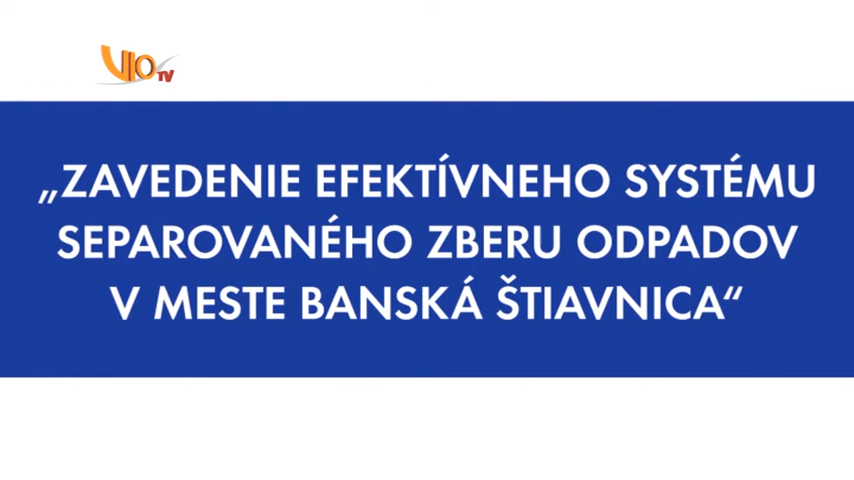 VIO TV
„ZAVEDENIE EFEKTÍVNEHO SYSTÉMU
SEPAROVANÉHO ZBERU ODPADOV
V MESTE BANSKÁ ŠTIAVNICA“